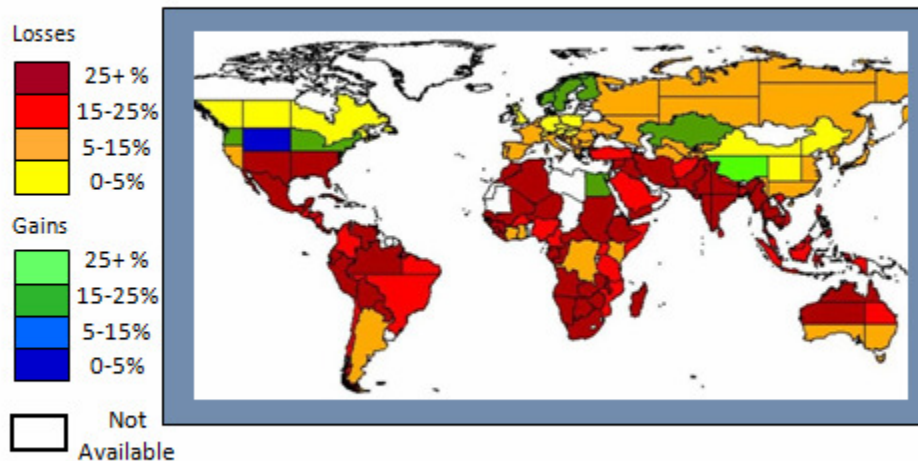 Losses
25+ %
15-25%
5-15%
0-5%
Gains
25+ %
15-25%
5-15%
0-5%
Not
Available